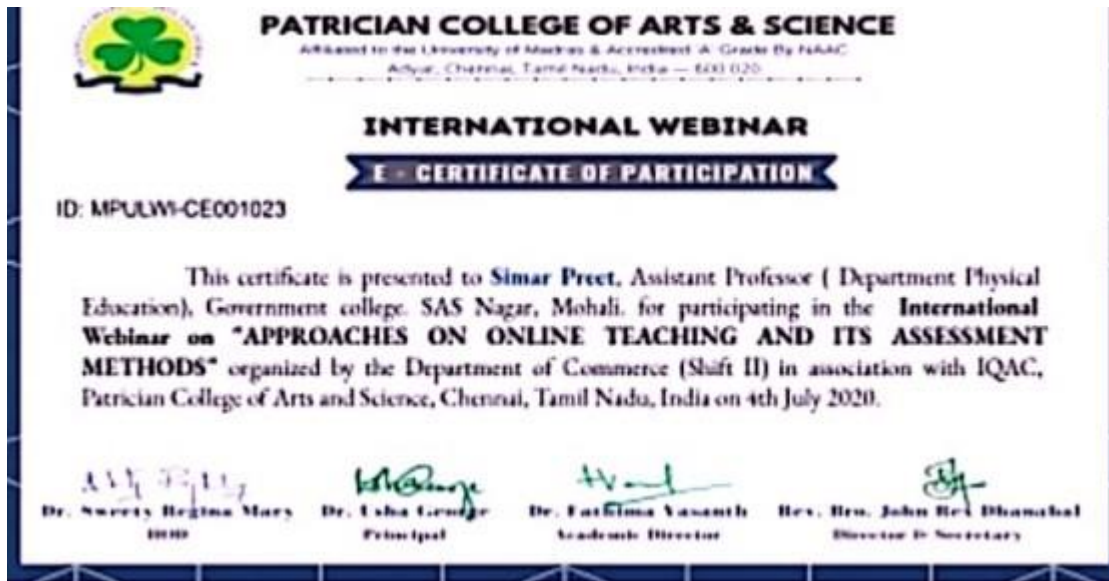 PATRICIAN COLLEGE OF ARTS & SCIENCE
Affiliated to the University of Madras & Accredited 'A' Grade By NAAC
Adyar, Chennai, Tamil Nadu, India — 600 020
INTERNATIONAL WEBINAR
E - CERTIFICATE OF PARTICIPATION
ID: MPULWI-CE001023
This certificate is presented to Simar Preet, Assistant Professor ( Department Physical
Education), Government college. SAS Nagar, Mohali. for participating in the International
Webinar on "APPROACHES ON ONLINE TEACHING AND ITS ASSESSMENT
METHODS" organized by the Department of Commerce (Shift II) in association with IQAC,
Patrician College of Arts and Science, Chennai, Tamil Nadu, India on 4th July 2020.
Dr. Sweety Regina Mary Dr. Usha George Dr. Fathima Vasanth Rev. Bro. John Bes Dhanabal
HOD Principal Academic Director Director & Secretary